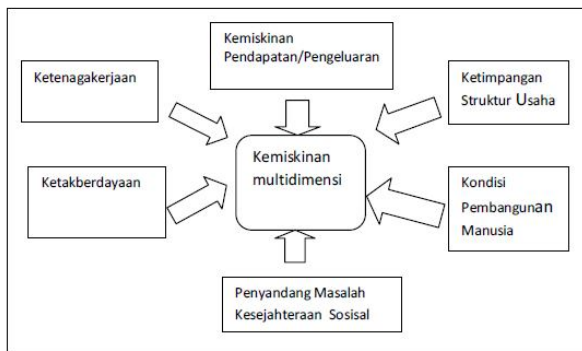 Kemiskinan
Pendapatan/Pengeluaran
Ketenagakerjaan
Ketimpangan
Struktur Usaha
Kemiskinan
multidimensi
Ketakberdayaan
Kondisi
Pembangunan
Manusia
Penyandang Masalah
Kesejahteraan Sosisal